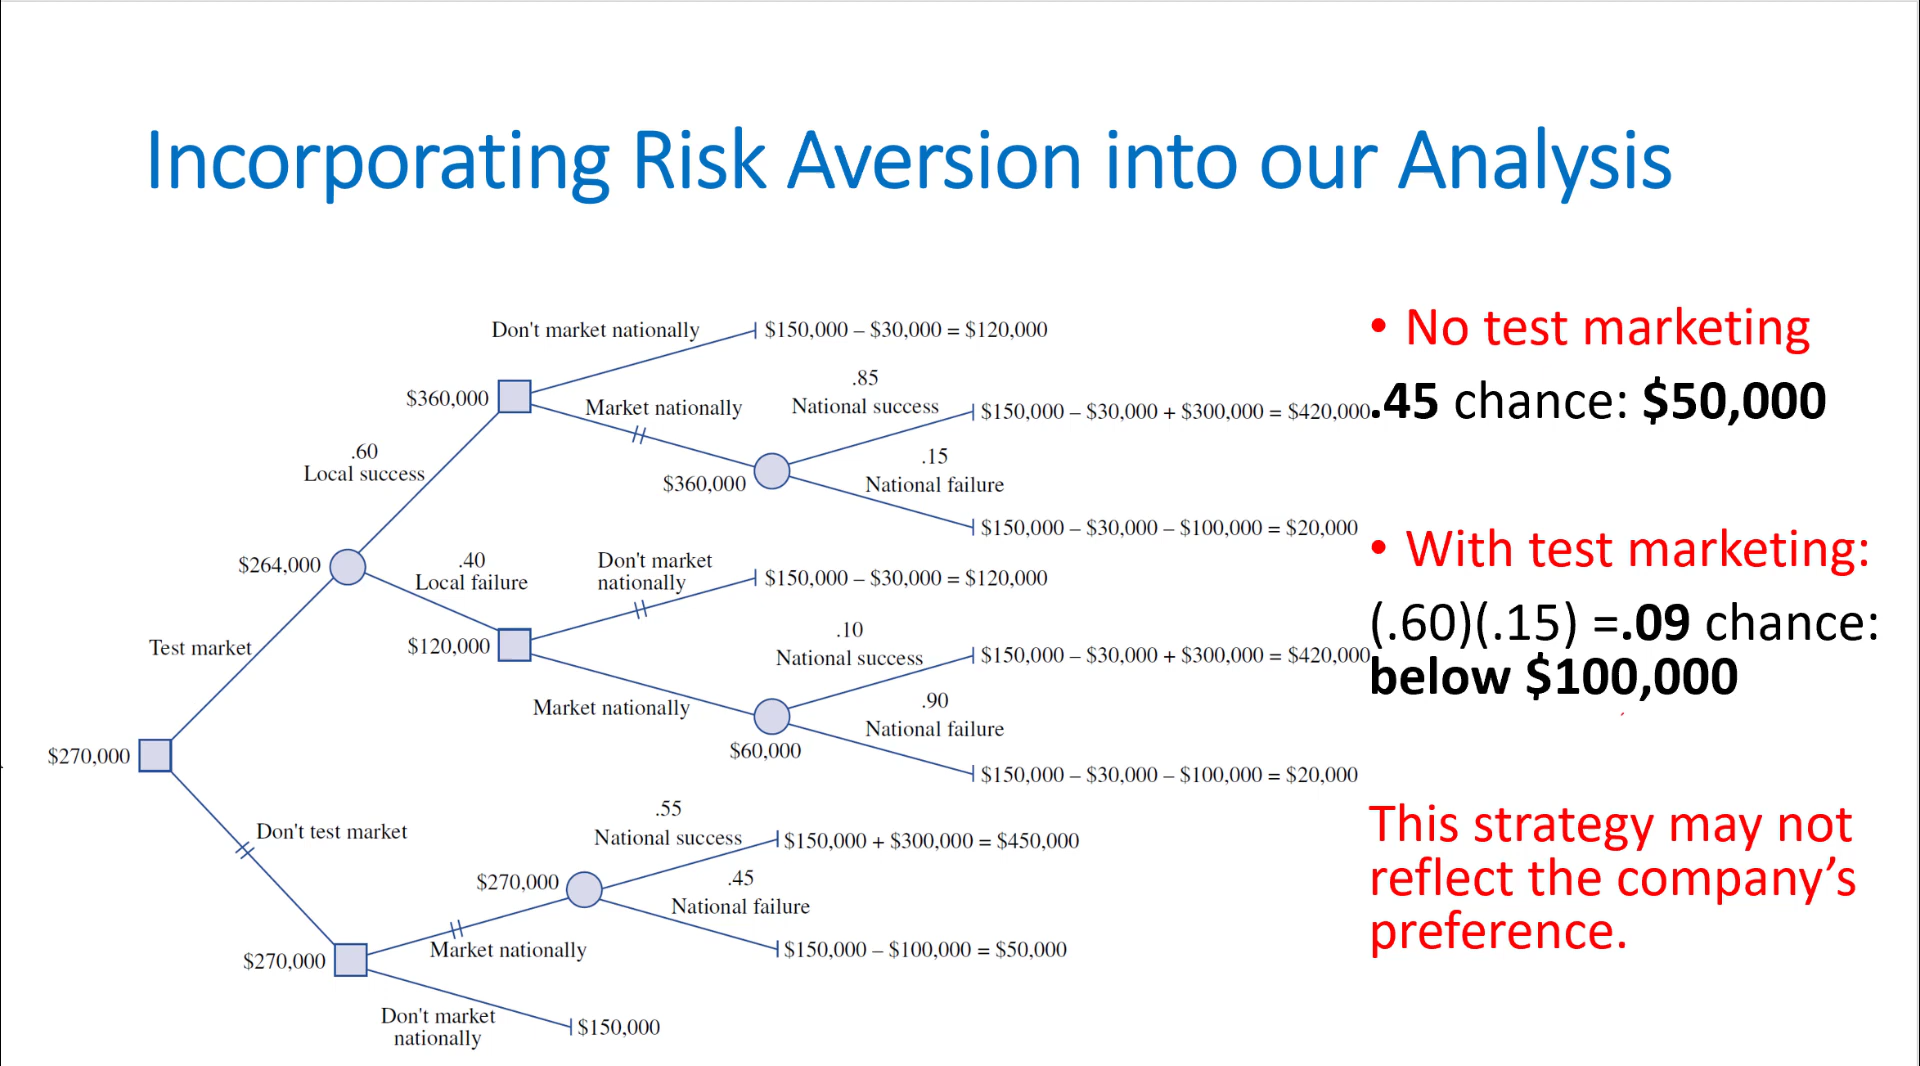 Incorporating Risk Aversion into our Analysis
Don't market nationally
$150,000 – $30,000 = $120,000
$360,000
Market nationally
.85
National success
$150,000 – $30,000 + $300,000 = $420,000
.60
Local success
$360,000
.15
National failure
$150,000 – $30,000 – $100,000 = $20,000
$264,000
.40
Local failure
Don't market
nationally
$150,000 – $30,000 = $120,000
Test market
$120,000
.10
National success
$150,000 – $30,000 + $300,000 = $420,000
Market nationally
.90
National failure
$60,000
$150,000 – $30,000 – $100,000 = $20,000
$270,000
Don't test market
.55
National success
$150,000 + $300,000 = $450,000
$270,000
.45
National failure
Market nationally
$150,000 – $100,000 = $50,000
$270,000
Don't market
nationally
$150,000
• No test marketing
.45 chance: $50,000
• With test marketing:
(.60)(.15) =.09 chance:
below $100,000
This strategy may not
reflect the company’s
preference.